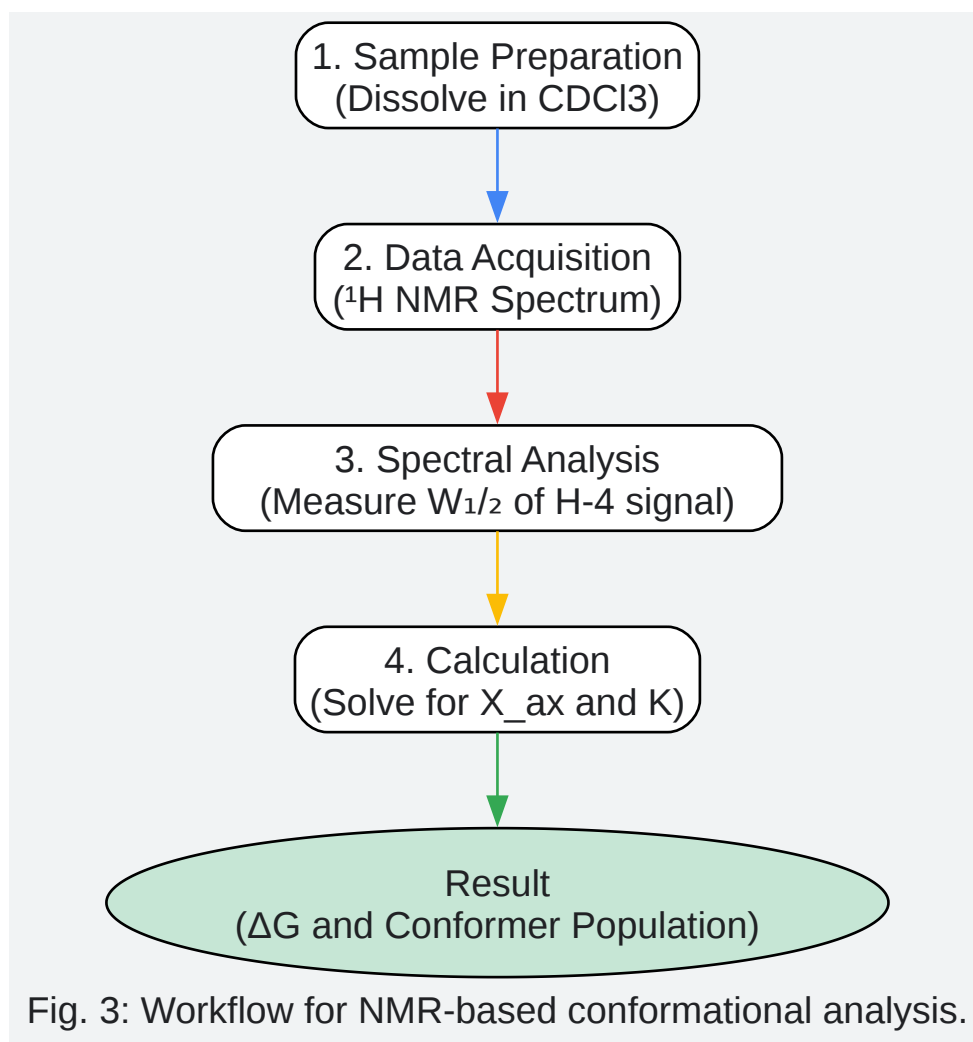 1. Sample Preparation
(Dissolve in CDCl3)
2. Data Acquisition
(¹H NMR Spectrum)
3. Spectral Analysis
(Measure W₁/₂ of H-4 signal)
4. Calculation
(Solve for X_ax and K)
Result
(ΔG and Conformer Population)
Fig. 3: Workflow for NMR-based conformational analysis.